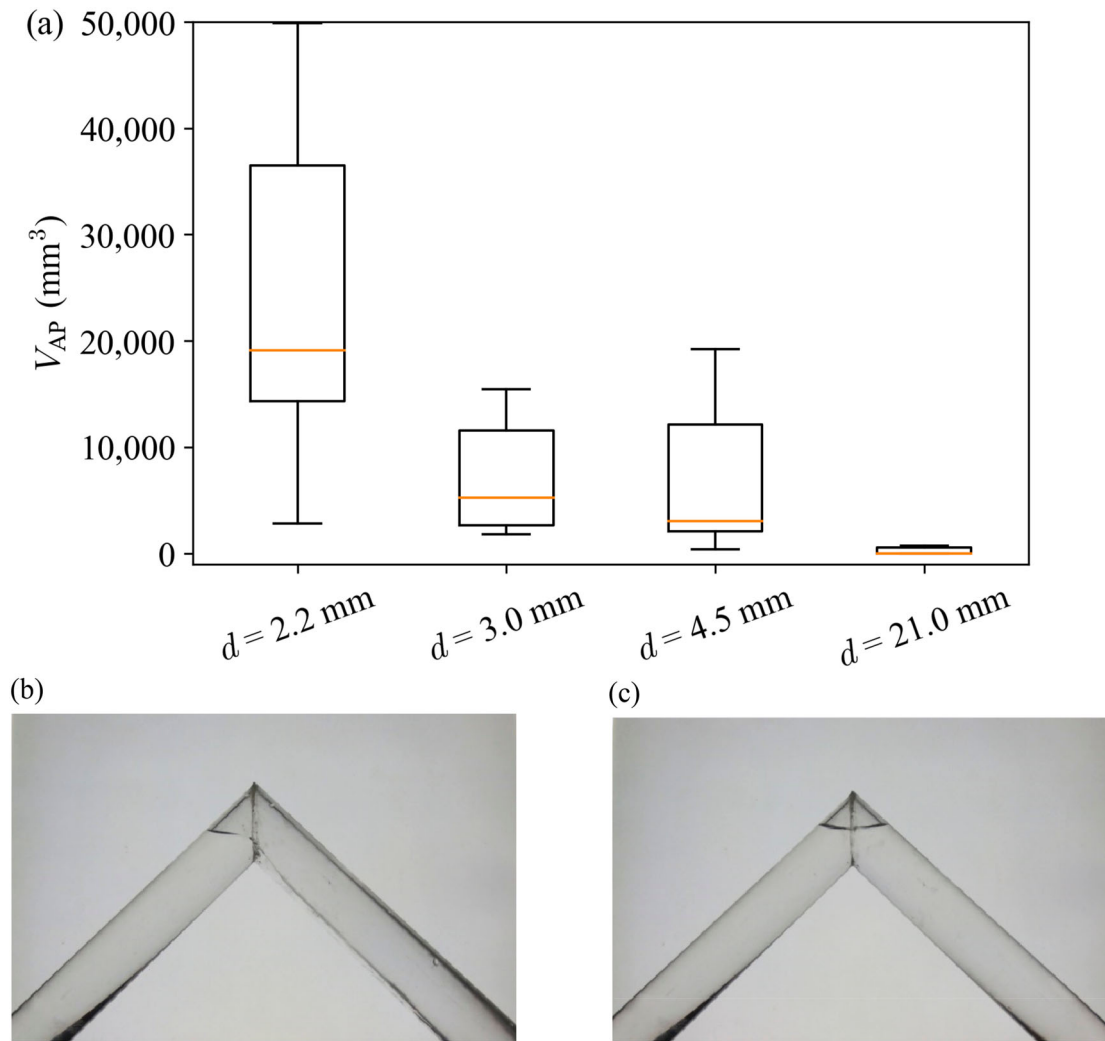 (a)
50,000
40,000
30,000
20,000
10,000
0
V_AP (mm³)
d = 2.2 mm
d = 3.0 mm
d = 4.5 mm
d = 21.0 mm
(b)
(c)